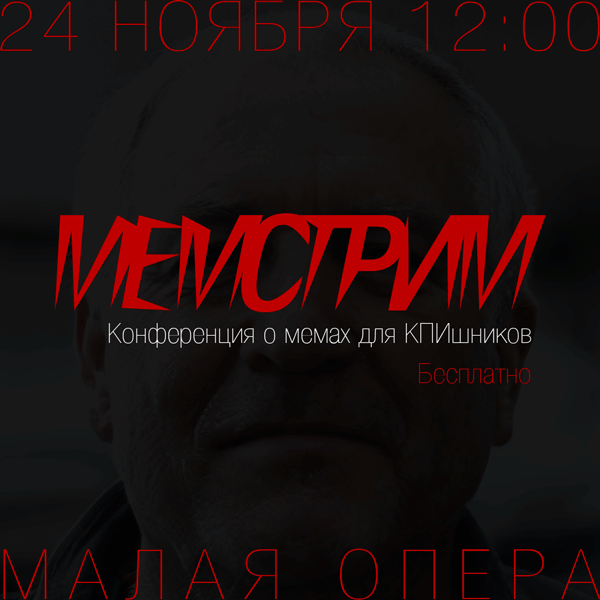 24 НОЯБРЯ 12:00
МЕМСТРИМ
Конференция о мемах для КПИшников
Бесплатно
МАЛАЯ ОПЕРА